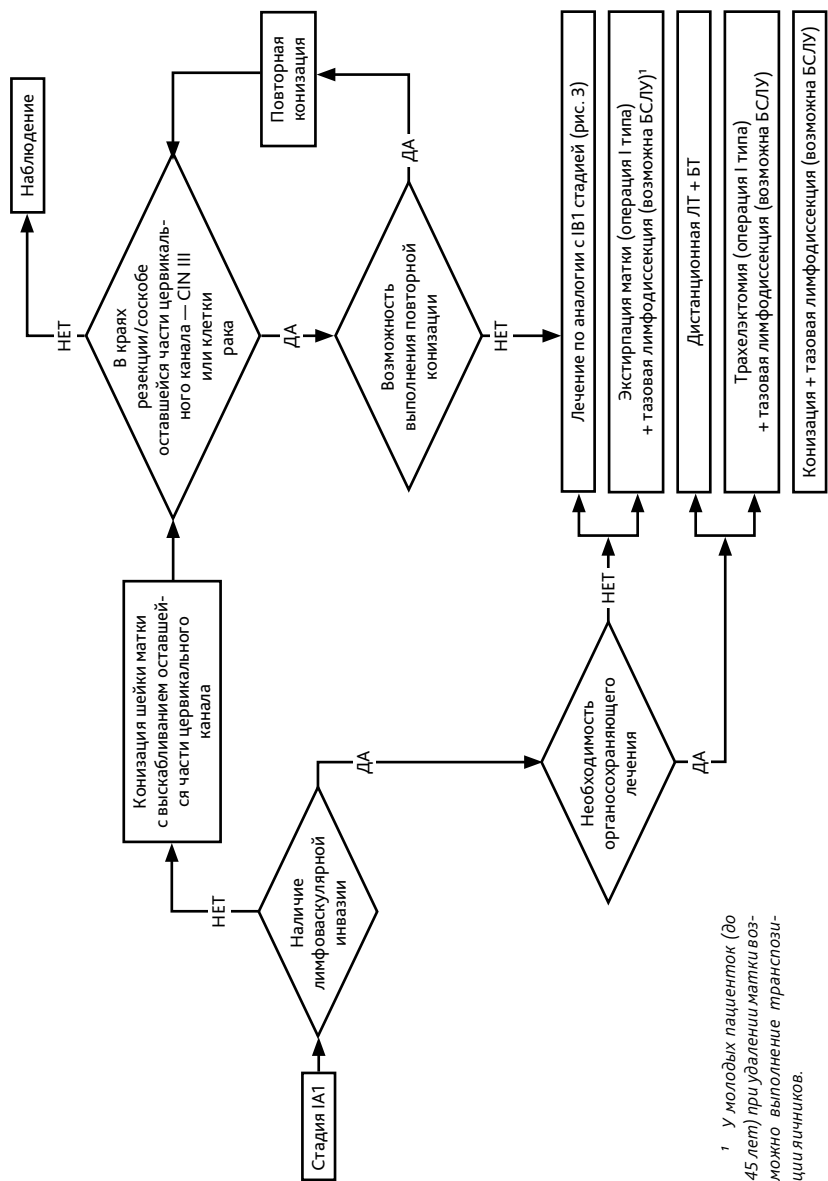 Стадия IA1
Наличие
лимфоваскулярной
инвазии
НЕТ
ДА
Конизация шейки матки
с выскабливанием оставшей-
ся части цервикального
канала
В краях
резекции/соскобе
оставшейся части цервикаль-
ного канала — CIN III
или клетки
рака
НЕТ
Наблюдение
ДА
Возможность
выполнения повторной
конизации
ДА
Повторная
конизация
НЕТ
Необходимость
органосохраняющего
лечения
НЕТ
ДА
Лечение по аналогии с IB1 стадией (рис. 3)
Экстирпация матки (операция I типа)
+ тазовая лимфодиссекция (возможна БСЛУ)¹
Дистанционная ЛТ + БТ
Трахелэктомия (операция I типа)
+ тазовая лимфодиссекция (возможна БСЛУ)
Конизация + тазовая лимфодиссекция (возможна БСЛУ)
¹ У молодых пациенток (до
45 лет) при удалении матки воз-
можно выполнение транспози-
ции яичников.